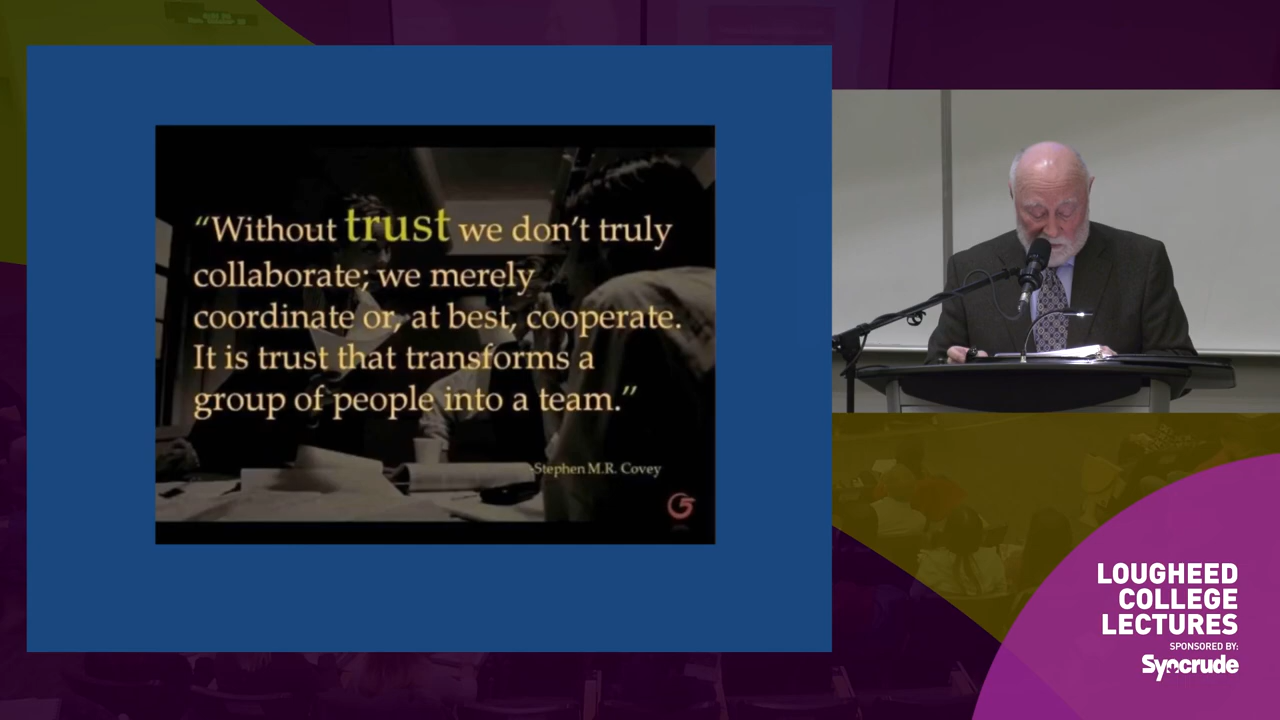 “Without trust we don’t truly
collaborate; we merely
coordinate or, at best, cooperate.
It is trust that transforms a
group of people into a team.”
-Stephen M.R. Covey
LOUGHEED
COLLEGE
LECTURES
SPONSORED BY:
Syncrude